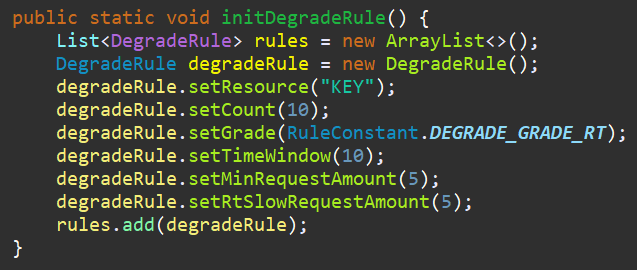 public static void initDegradeRule() {
    List<DegradeRule> rules = new ArrayList<>();
    DegradeRule degradeRule = new DegradeRule();
    degradeRule.setResource("KEY");
    degradeRule.setCount(10);
    degradeRule.setGrade(RuleConstant.DEGRADE_GRADE_RT);
    degradeRule.setTimeWindow(10);
    degradeRule.setMinRequestAmount(5);
    degradeRule.setRtSlowRequestAmount(5);
    rules.add(degradeRule);
}